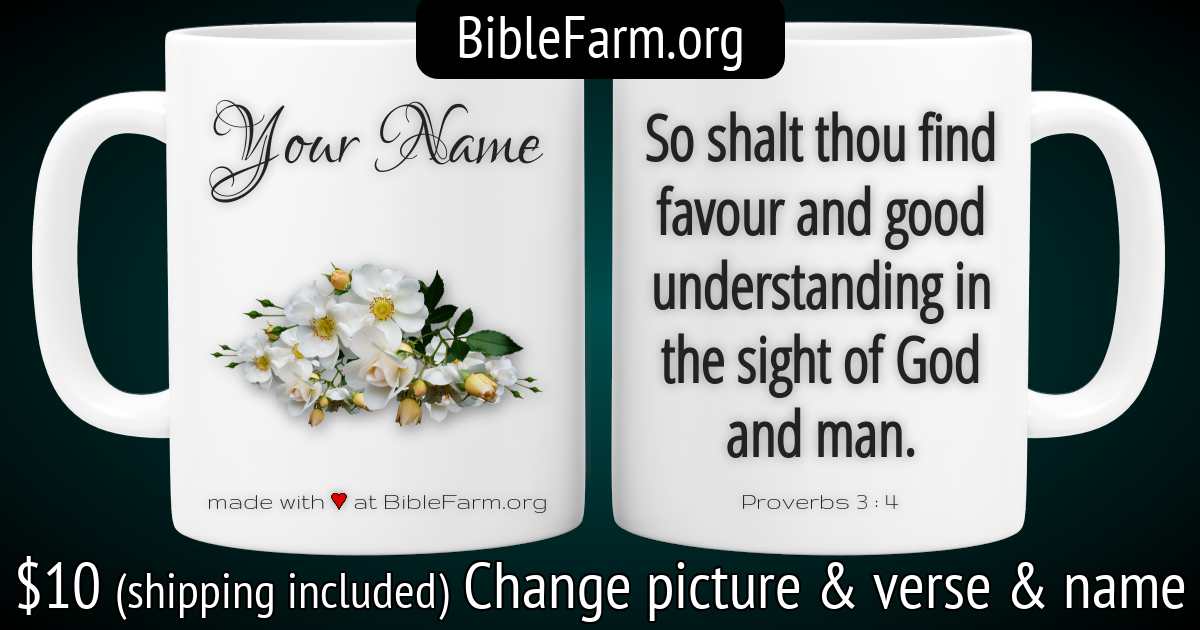 BibleFarm.org
Your Name
made with ♥ at BibleFarm.org
So shalt thou find
favour and good
understanding in
the sight of God
and man.
Proverbs 3 : 4
$10 (shipping included) Change picture & verse & name